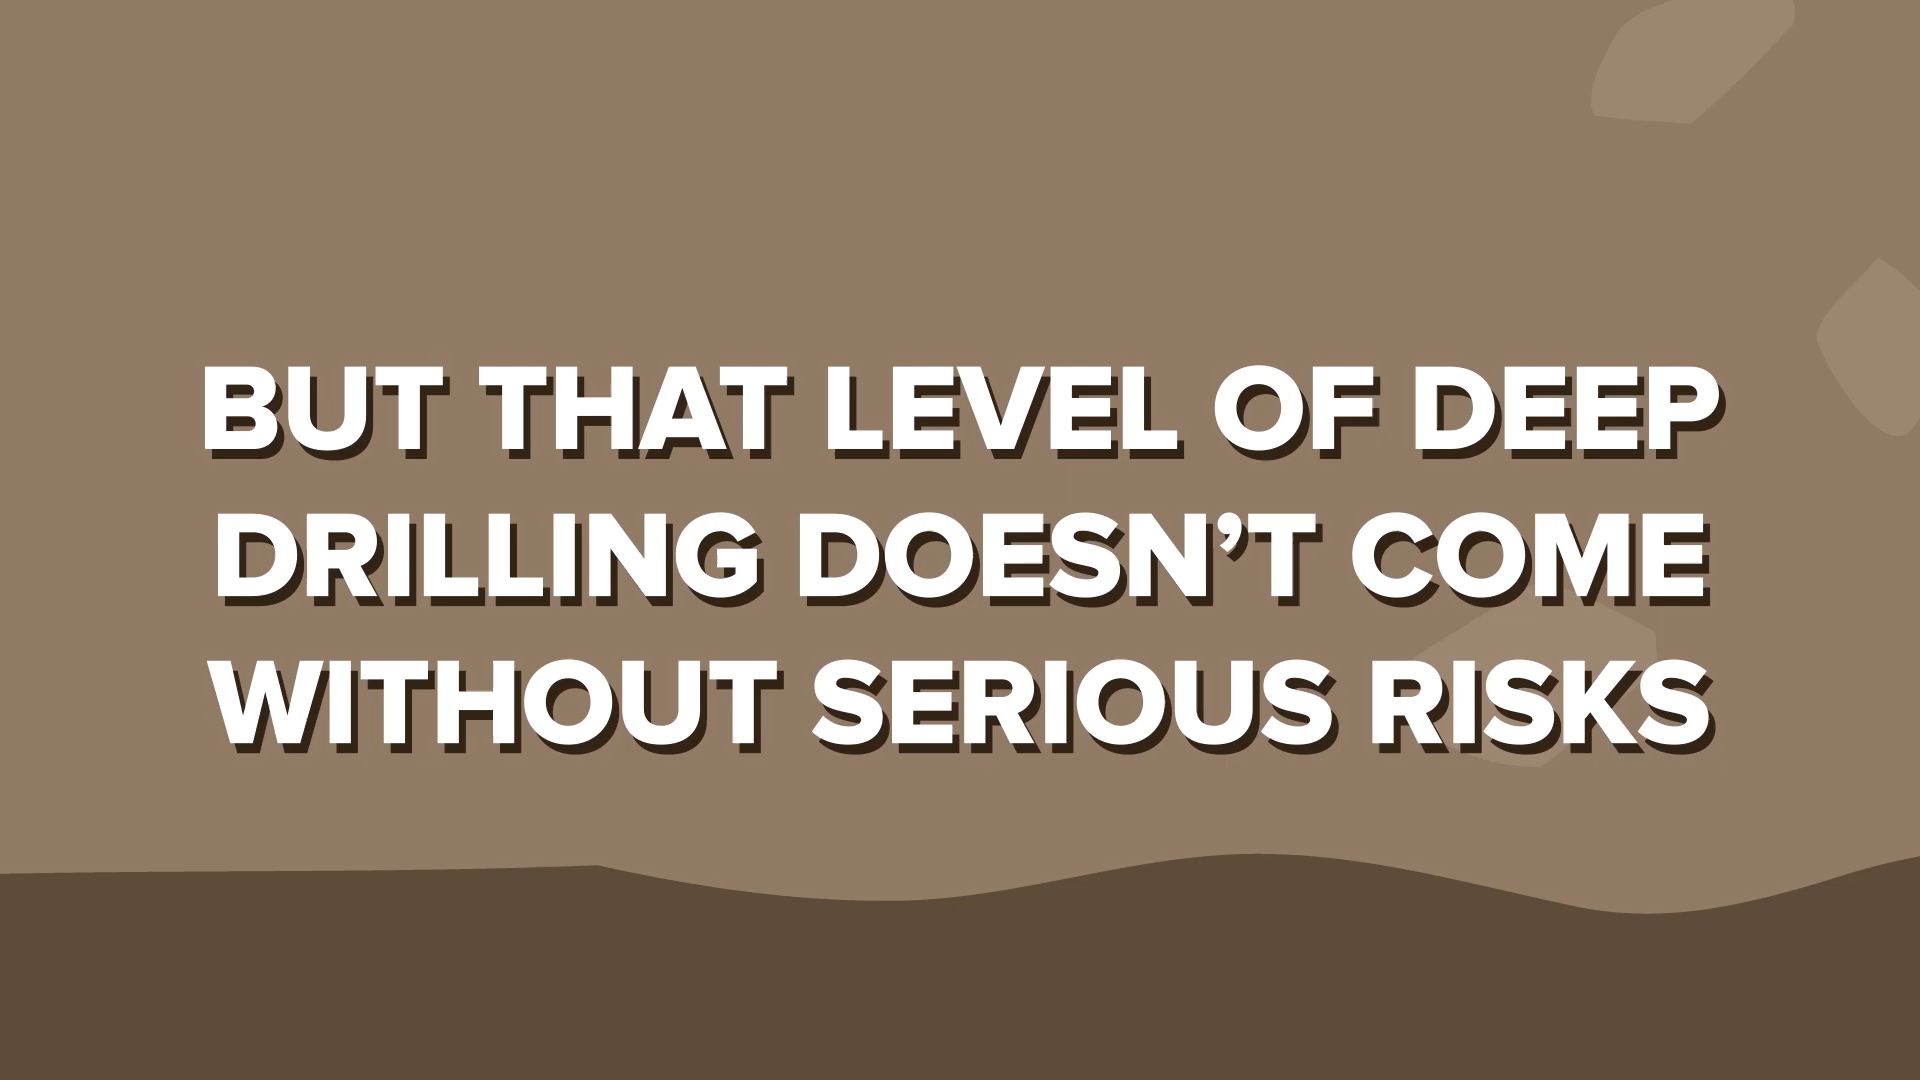 BUT THAT LEVEL OF DEEP
DRILLING DOESN’T COME
WITHOUT SERIOUS RISKS